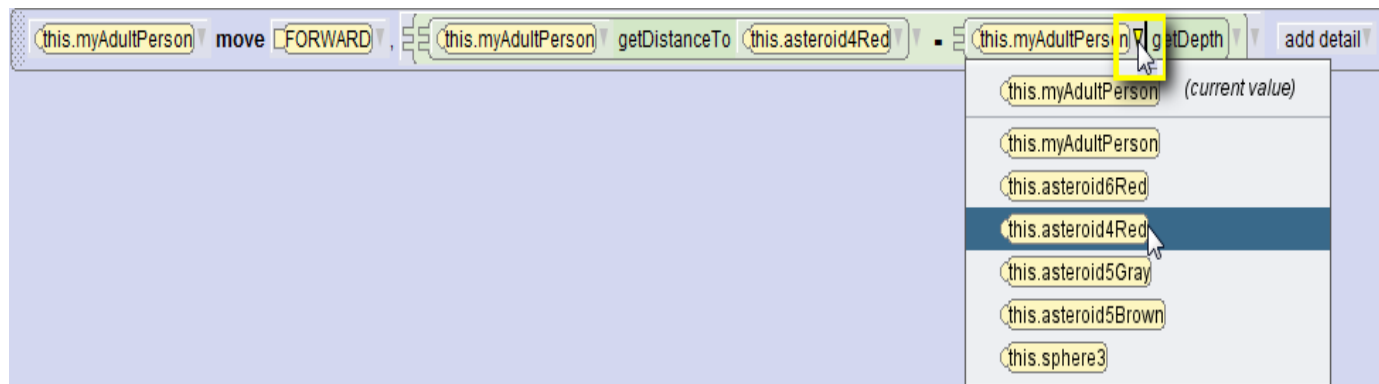 this.myAdultPerson move FORWARD , this.myAdultPerson getDistanceTo this.asteroid4Red - this.myAdultPerson getDepth add detail
this.myAdultPerson (current value)
this.myAdultPerson
this.asteroid6Red
this.asteroid4Red
this.asteroid5Gray
this.asteroid5Brown
this.sphere3